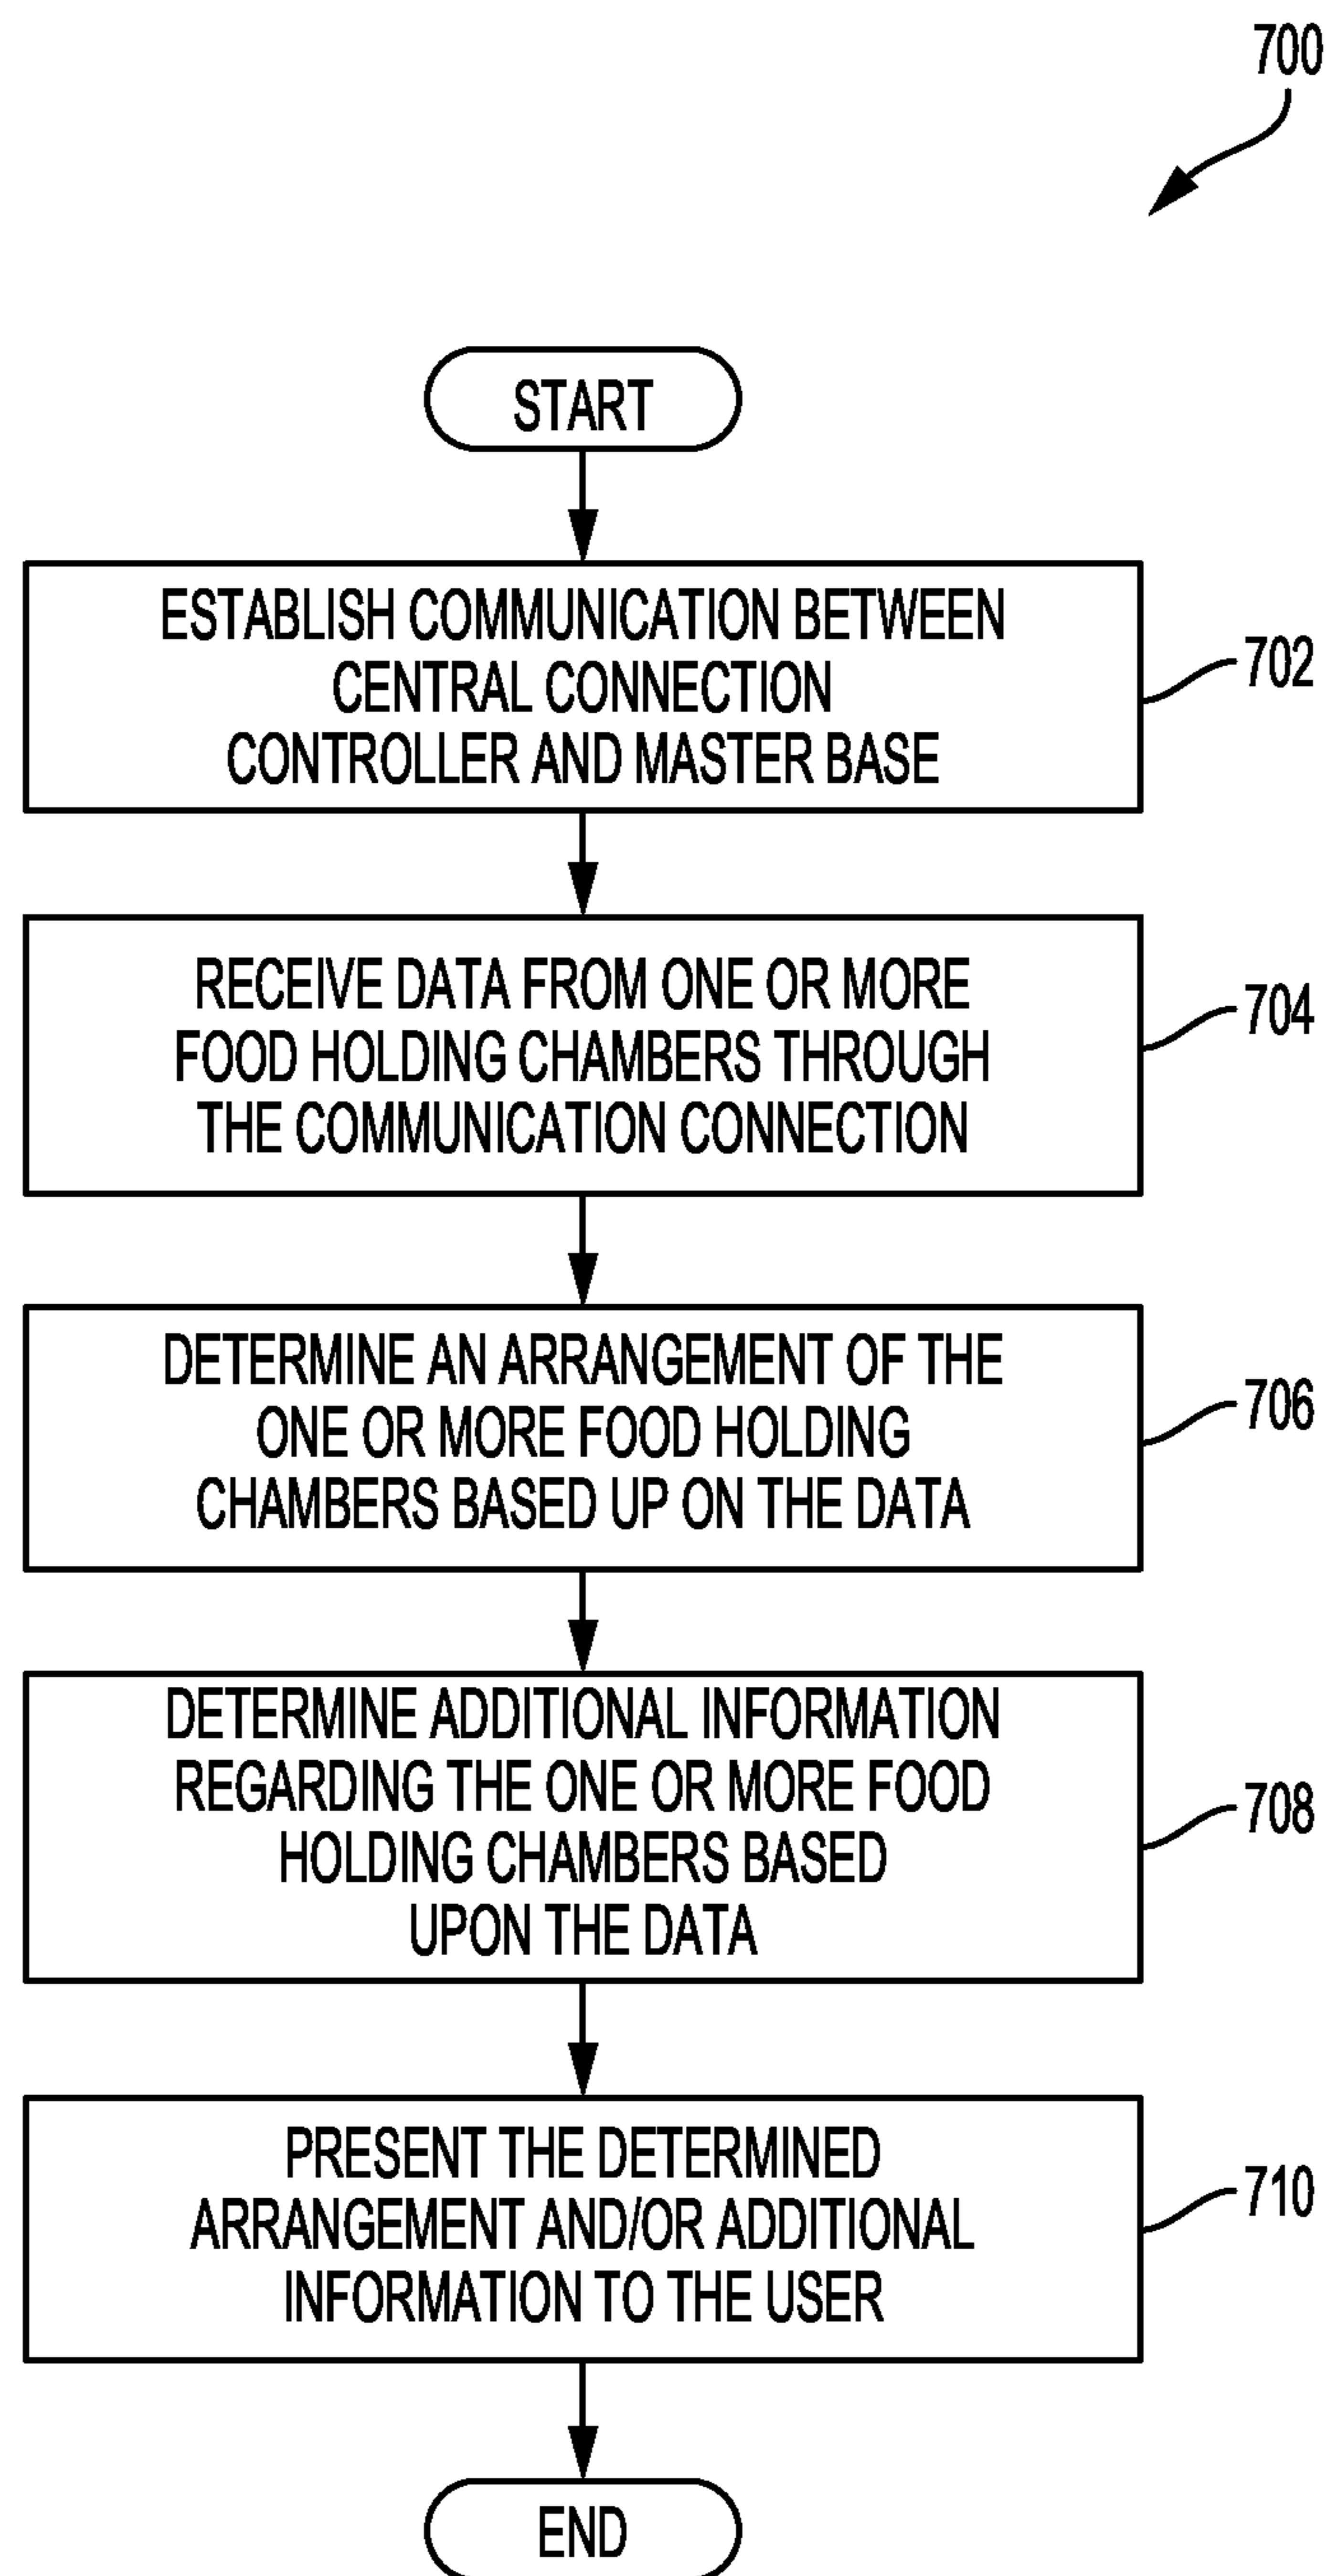 700
START
ESTABLISH COMMUNICATION BETWEEN
CENTRAL CONNECTION
CONTROLLER AND MASTER BASE
702
RECEIVE DATA FROM ONE OR MORE
FOOD HOLDING CHAMBERS THROUGH
THE COMMUNICATION CONNECTION
704
DETERMINE AN ARRANGEMENT OF THE
ONE OR MORE FOOD HOLDING
CHAMBERS BASED UP ON THE DATA
706
DETERMINE ADDITIONAL INFORMATION
REGARDING THE ONE OR MORE FOOD
HOLDING CHAMBERS BASED
UPON THE DATA
708
PRESENT THE DETERMINED
ARRANGEMENT AND/OR ADDITIONAL
INFORMATION TO THE USER
710
END